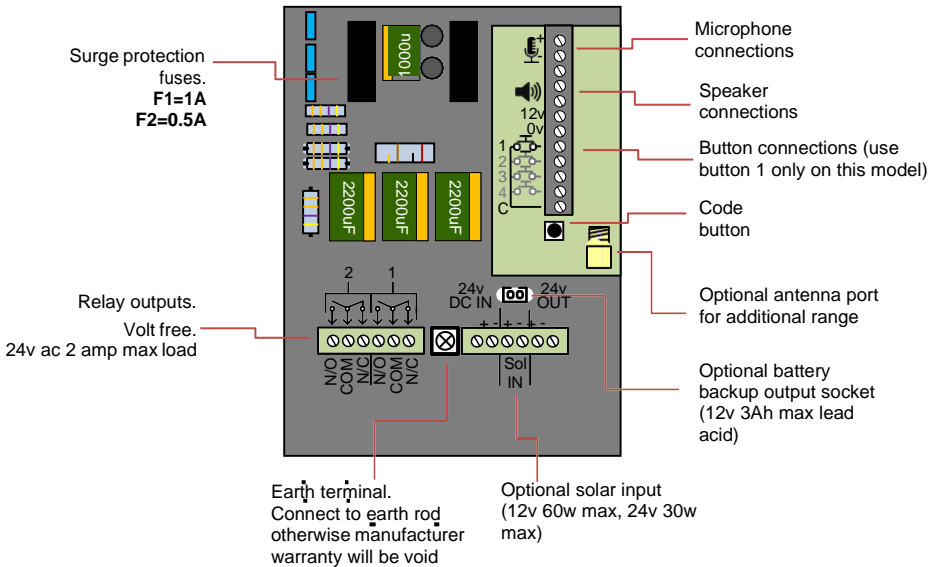 Surge protection
fuses.
F1=1A
F2=0.5A
1000u
2200uF
2200uF
2200uF
+
-
12v
0v
1
2
3
4
C
Microphone
connections
Speaker
connections
Button connections (use
button 1 only on this model)
Code
button
Optional antenna port
for additional range
Optional battery
backup output socket
(12v 3Ah max lead
acid)
Relay outputs.
Volt free.
24v ac 2 amp max load
2 1
N/O
COM
N/C
N/O
COM
N/C
24v
DC IN
24v
OUT
+ - + - + -
Sol
IN
Earth terminal.
Connect to earth rod
otherwise manufacturer
warranty will be void
Optional solar input
(12v 60w max, 24v 30w
max)